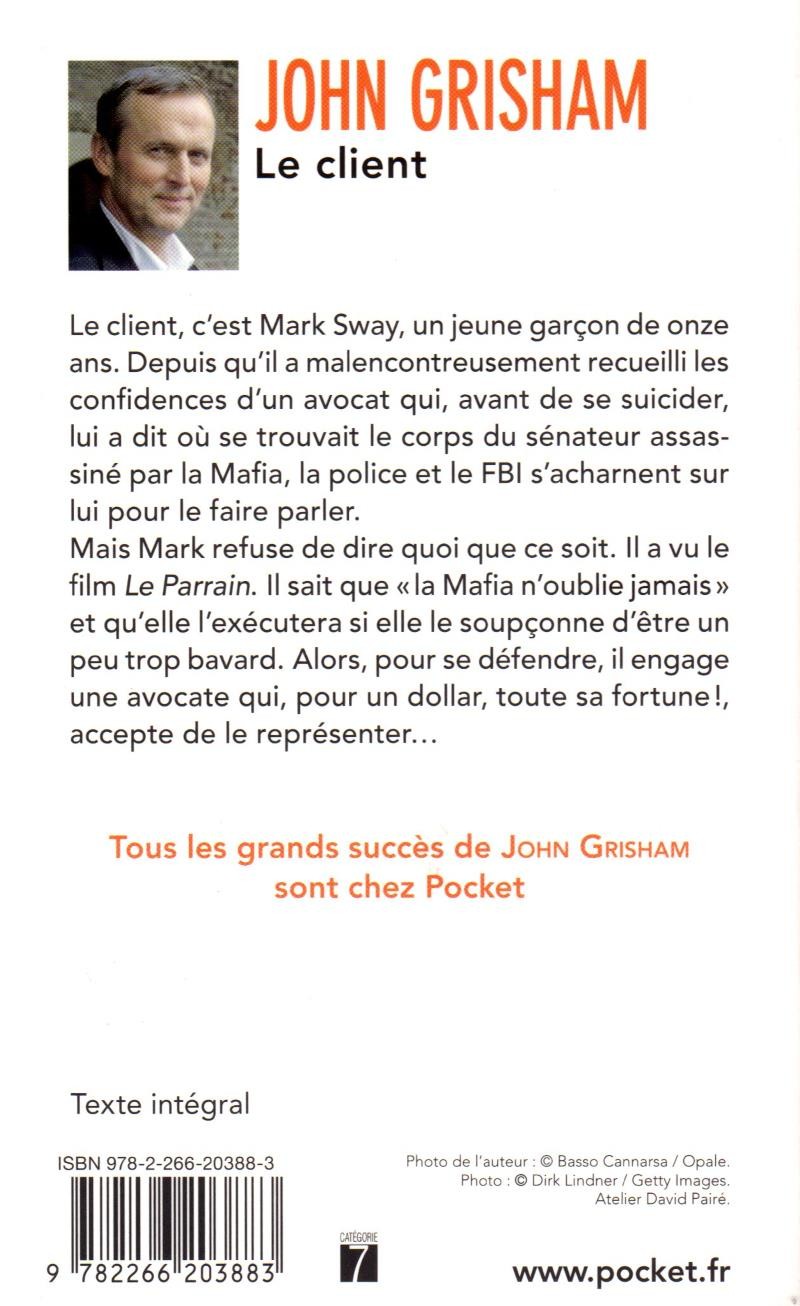 JOHN GRISHAM
Le client
Le client, c'est Mark Sway, un jeune garçon de onze
ans. Depuis qu'il a malencontreusement recueilli les
confidences d'un avocat qui, avant de se suicider,
lui a dit où se trouvait le corps du sénateur assas-
siné par la Mafia, la police et le FBI s'acharnent sur
lui pour le faire parler.
Mais Mark refuse de dire quoi que ce soit. Il a vu le
film Le Parrain. Il sait que « la Mafia n'oublie jamais »
et qu'elle l'exécutera si elle le soupçonne d'être un
peu trop bavard. Alors, pour se défendre, il engage
une avocate qui, pour un dollar, toute sa fortune !,
accepte de le représenter…
Tous les grands succès de JOHN GRISHAM
sont chez Pocket
Texte intégral
ISBN 978-2-266-20388-3
9 782266 203883
Photo de l'auteur : © Basso Cannarsa / Opale.
Photo : © Dirk Lindner / Getty Images.
Atelier David Pairé.
CATÉGORIE
7
www.pocket.fr